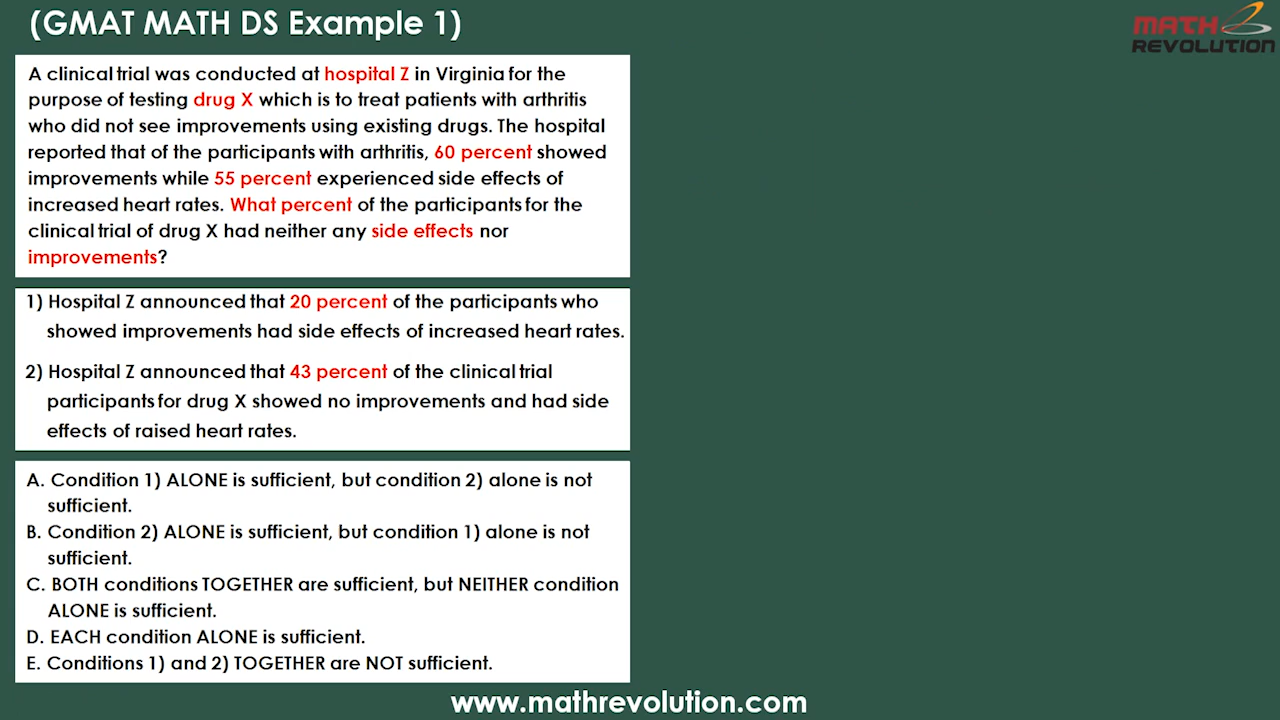 (GMAT MATH DS Example 1)
MATH
REVOLUTION
A clinical trial was conducted at hospital Z in Virginia for the
purpose of testing drug X which is to treat patients with arthritis
who did not see improvements using existing drugs. The hospital
reported that of the participants with arthritis, 60 percent showed
improvements while 55 percent experienced side effects of
increased heart rates. What percent of the participants for the
clinical trial of drug X had neither any side effects nor
improvements?
1) Hospital Z announced that 20 percent of the participants who
showed improvements had side effects of increased heart rates.
2) Hospital Z announced that 43 percent of the clinical trial
participants for drug X showed no improvements and had side
effects of raised heart rates.
A. Condition 1) ALONE is sufficient, but condition 2) alone is not
sufficient.
B. Condition 2) ALONE is sufficient, but condition 1) alone is not
sufficient.
C. BOTH conditions TOGETHER are sufficient, but NEITHER condition
ALONE is sufficient.
D. EACH condition ALONE is sufficient.
E. Conditions 1) and 2) TOGETHER are NOT sufficient.
www.mathrevolution.com